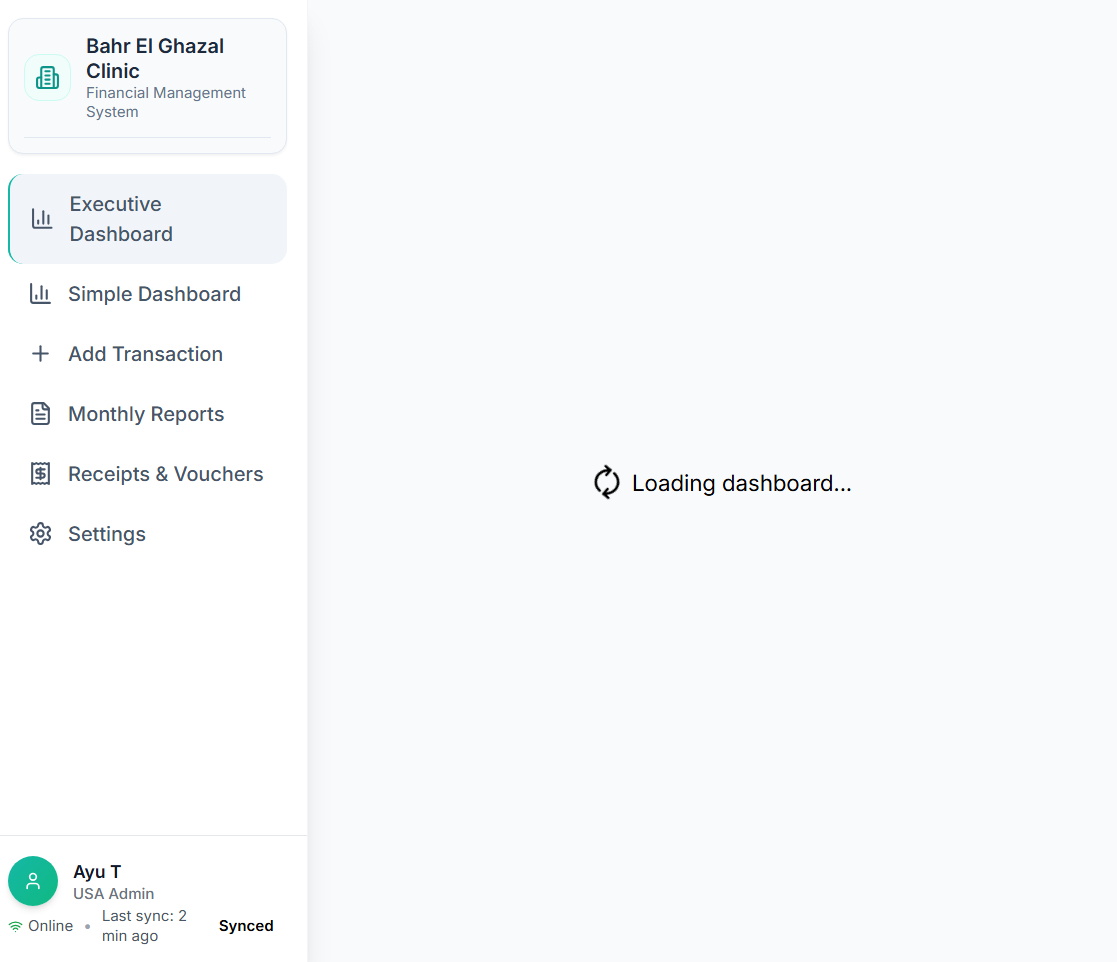 Bahr El Ghazal
Clinic
Financial Management
System
Executive
Dashboard
Simple Dashboard
Add Transaction
Monthly Reports
Receipts & Vouchers
Settings
Loading dashboard...
Ayu T
USA Admin
Online • Last sync: 2
min ago
Synced